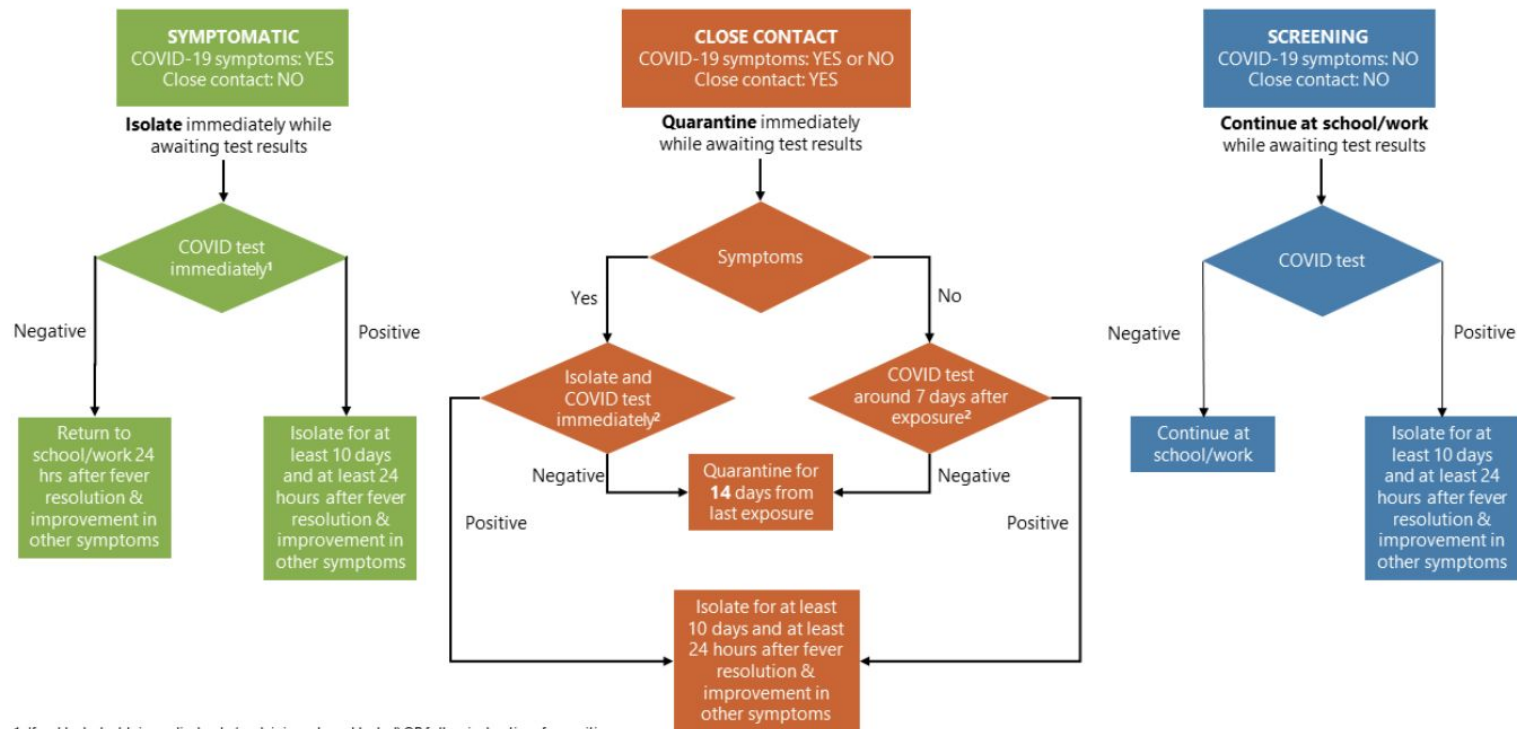 SYMPTOMATIC
COVID-19 symptoms: YES
Close contact: NO
Isolate immediately while
awaiting test results
COVID test
immediately¹
Negative
Positive
Return to
school/work 24
hrs after fever
resolution &
improvement in
other symptoms
Isolate for at
least 10 days
and at least 24
hours after fever
resolution &
improvement in
other symptoms
CLOSE CONTACT
COVID-19 symptoms: YES or NO
Close contact: YES
Quarantine immediately
while awaiting test results
Symptoms
Yes
No
Isolate and
COVID test
immediately²
COVID test
around 7 days after
exposure²
Negative
Negative
Quarantine for
14 days from
last exposure
Positive
Positive
Isolate for at least
10 days and at least
24 hours after fever
resolution &
improvement in
other symptoms
SCREENING
COVID-19 symptoms: NO
Close contact: NO
Continue at school/work
while awaiting test results
COVID test
Negative
Positive
Continue at
school/work
Isolate for at
least 10 days
and at least 24
hours after fever
resolution &
improvement in
other symptoms